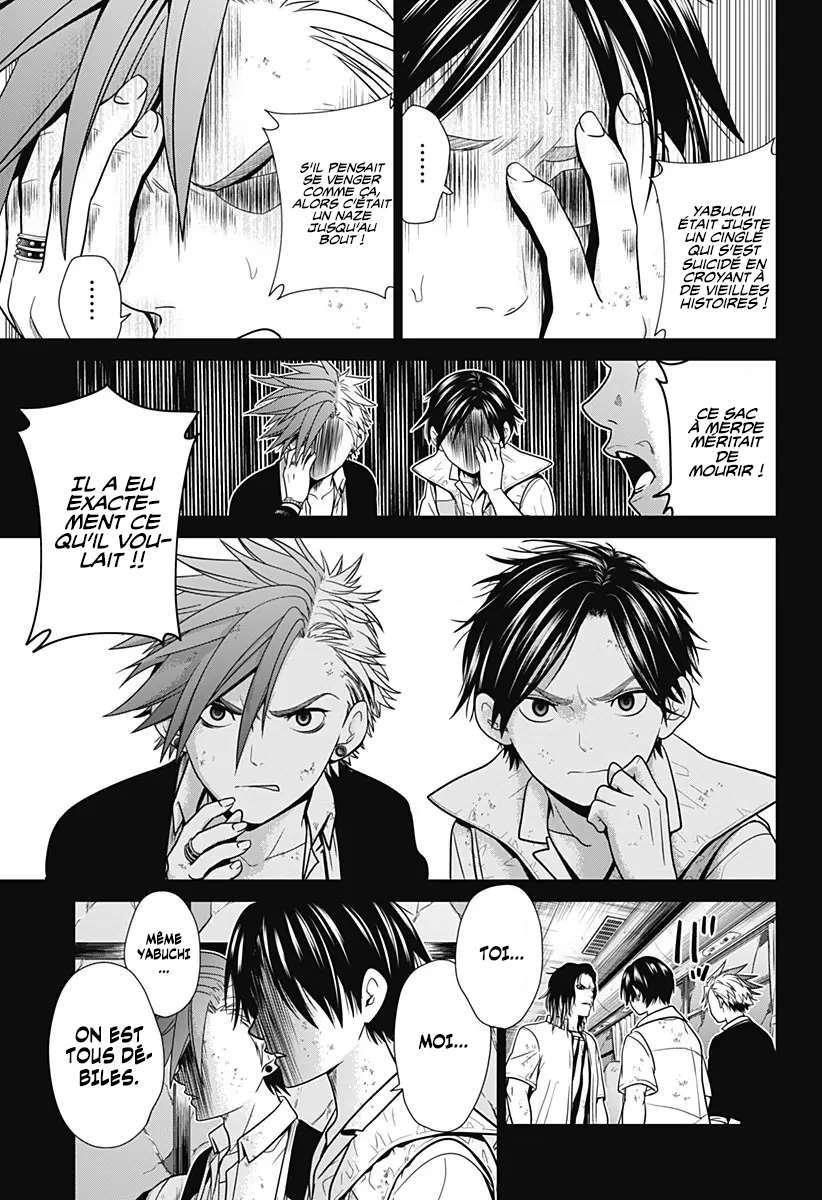 YABUCHI
ÉTAIT JUSTE
UN CINGLÉ
QUI S'EST
SUICIDÉ EN
CROYANT À
DE VIEILLES
HISTOIRES !
...
S'IL PENSAIT
SE VENGER
COMME ÇA,
ALORS C'ÉTAIT
UN NAZE
JUSQU'AU
BOUT !
...
CE SAC
À MERDE
MÉRITAIT
DE
MOURIR !
IL A EU
EXACTE-
MENT CE
QU'IL VOU-
LAIT !!
TOI...
MOI...
MÊME
YABUCHI
...
ON EST
TOUS DÉ-
BILES.